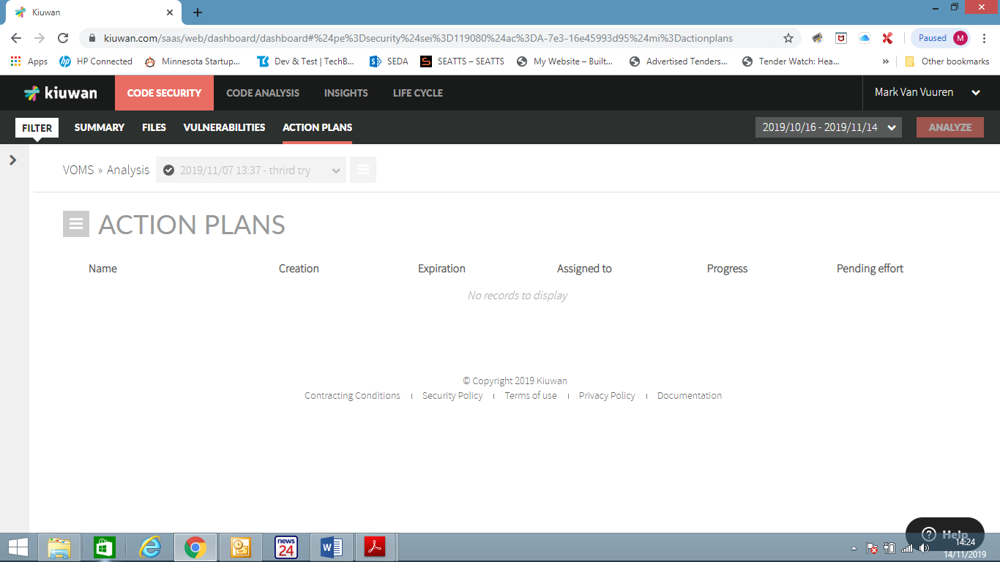 Kiuwan
kiuwan.com/saas/web/dashboard/dashboard#%24pe%3Dsecurity%24sei%3D119080%24ac%3DA-7e3-16e45993d95%24mi%3Dactionplans
Paused M
Apps HP Connected Minnesota Startup... Dev & Test | TechB... SEDA SEATTS – SEATTS My Website – Built... Advertised Tenders... Tender Watch: Hea... » Other bookmarks
kiuwan CODE SECURITY CODE ANALYSIS INSIGHTS LIFE CYCLE Mark Van Vuuren
FILTER SUMMARY FILES VULNERABILITIES ACTION PLANS 2019/10/16 - 2019/11/14 ANALYZE
VOMS » Analysis 2019/11/07 13:37 - thrird try
ACTION PLANS
Name Creation Expiration Assigned to Progress Pending effort
No records to display
© Copyright 2019 Kiuwan
Contracting Conditions | Security Policy | Terms of use | Privacy Policy | Documentation
Help
news
24
14:24
14/11/2019